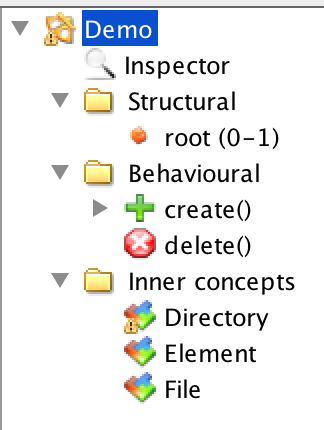 Demo
Inspector
Structural
root (0-1)
Behavioural
create()
delete()
Inner concepts
Directory
Element
File